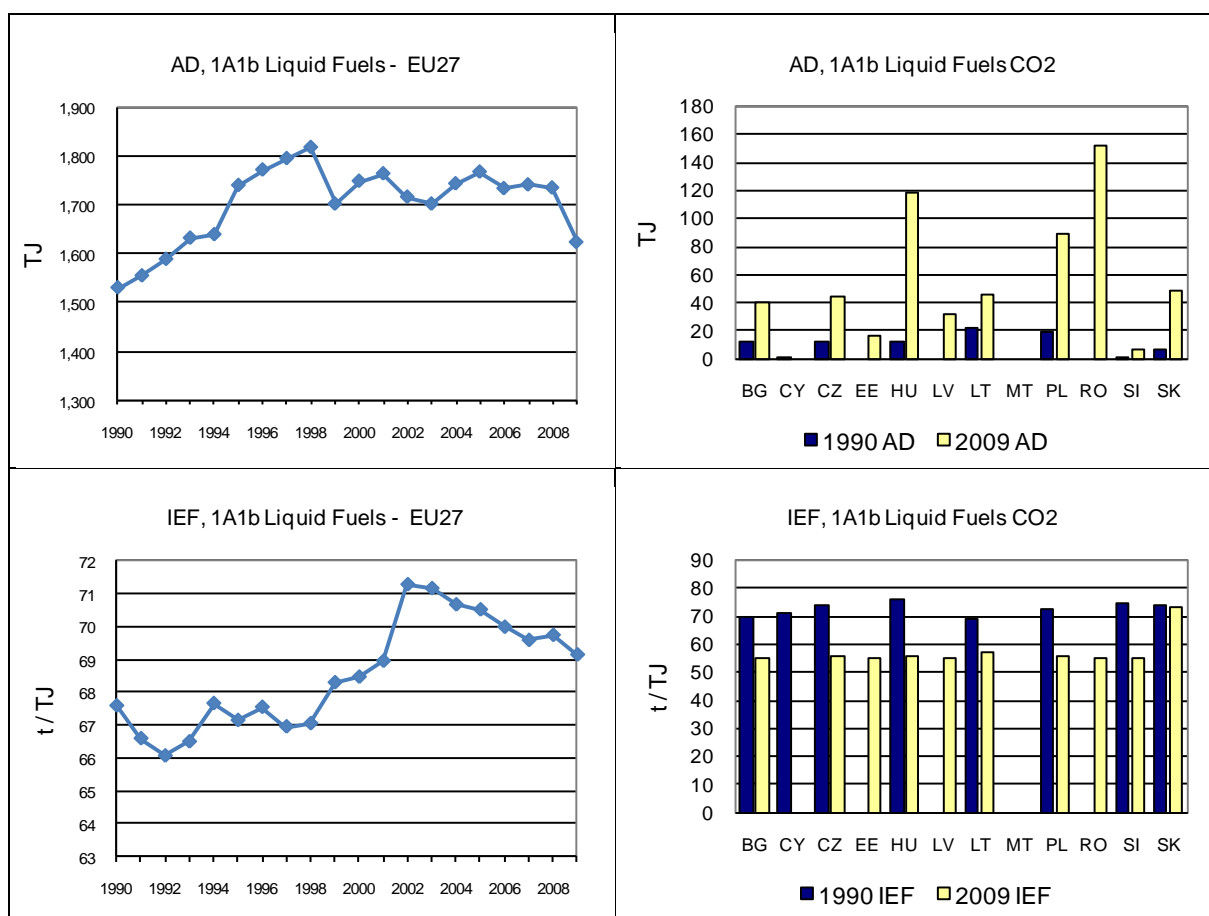 AD, 1A1b Liquid Fuels - EU27
1,900
1,800
1,700
1,600
1,500
1,400
1,300
TJ
1990 1992 1994 1996 1998 2000 2002 2004 2006 2008
AD, 1A1b Liquid Fuels CO2
180
160
140
120
100
80
60
40
20
0
TJ
BG CY CZ EE HU LV LT MT PL RO SI SK
1990 AD 2009 AD
IEF, 1A1b Liquid Fuels - EU27
72
71
70
69
68
67
66
65
64
63
t / TJ
1990 1992 1994 1996 1998 2000 2002 2004 2006 2008
IEF, 1A1b Liquid Fuels CO2
90
80
70
60
50
40
30
20
10
0
t / TJ
BG CY CZ EE HU LV LT MT PL RO SI SK
1990 IEF 2009 IEF